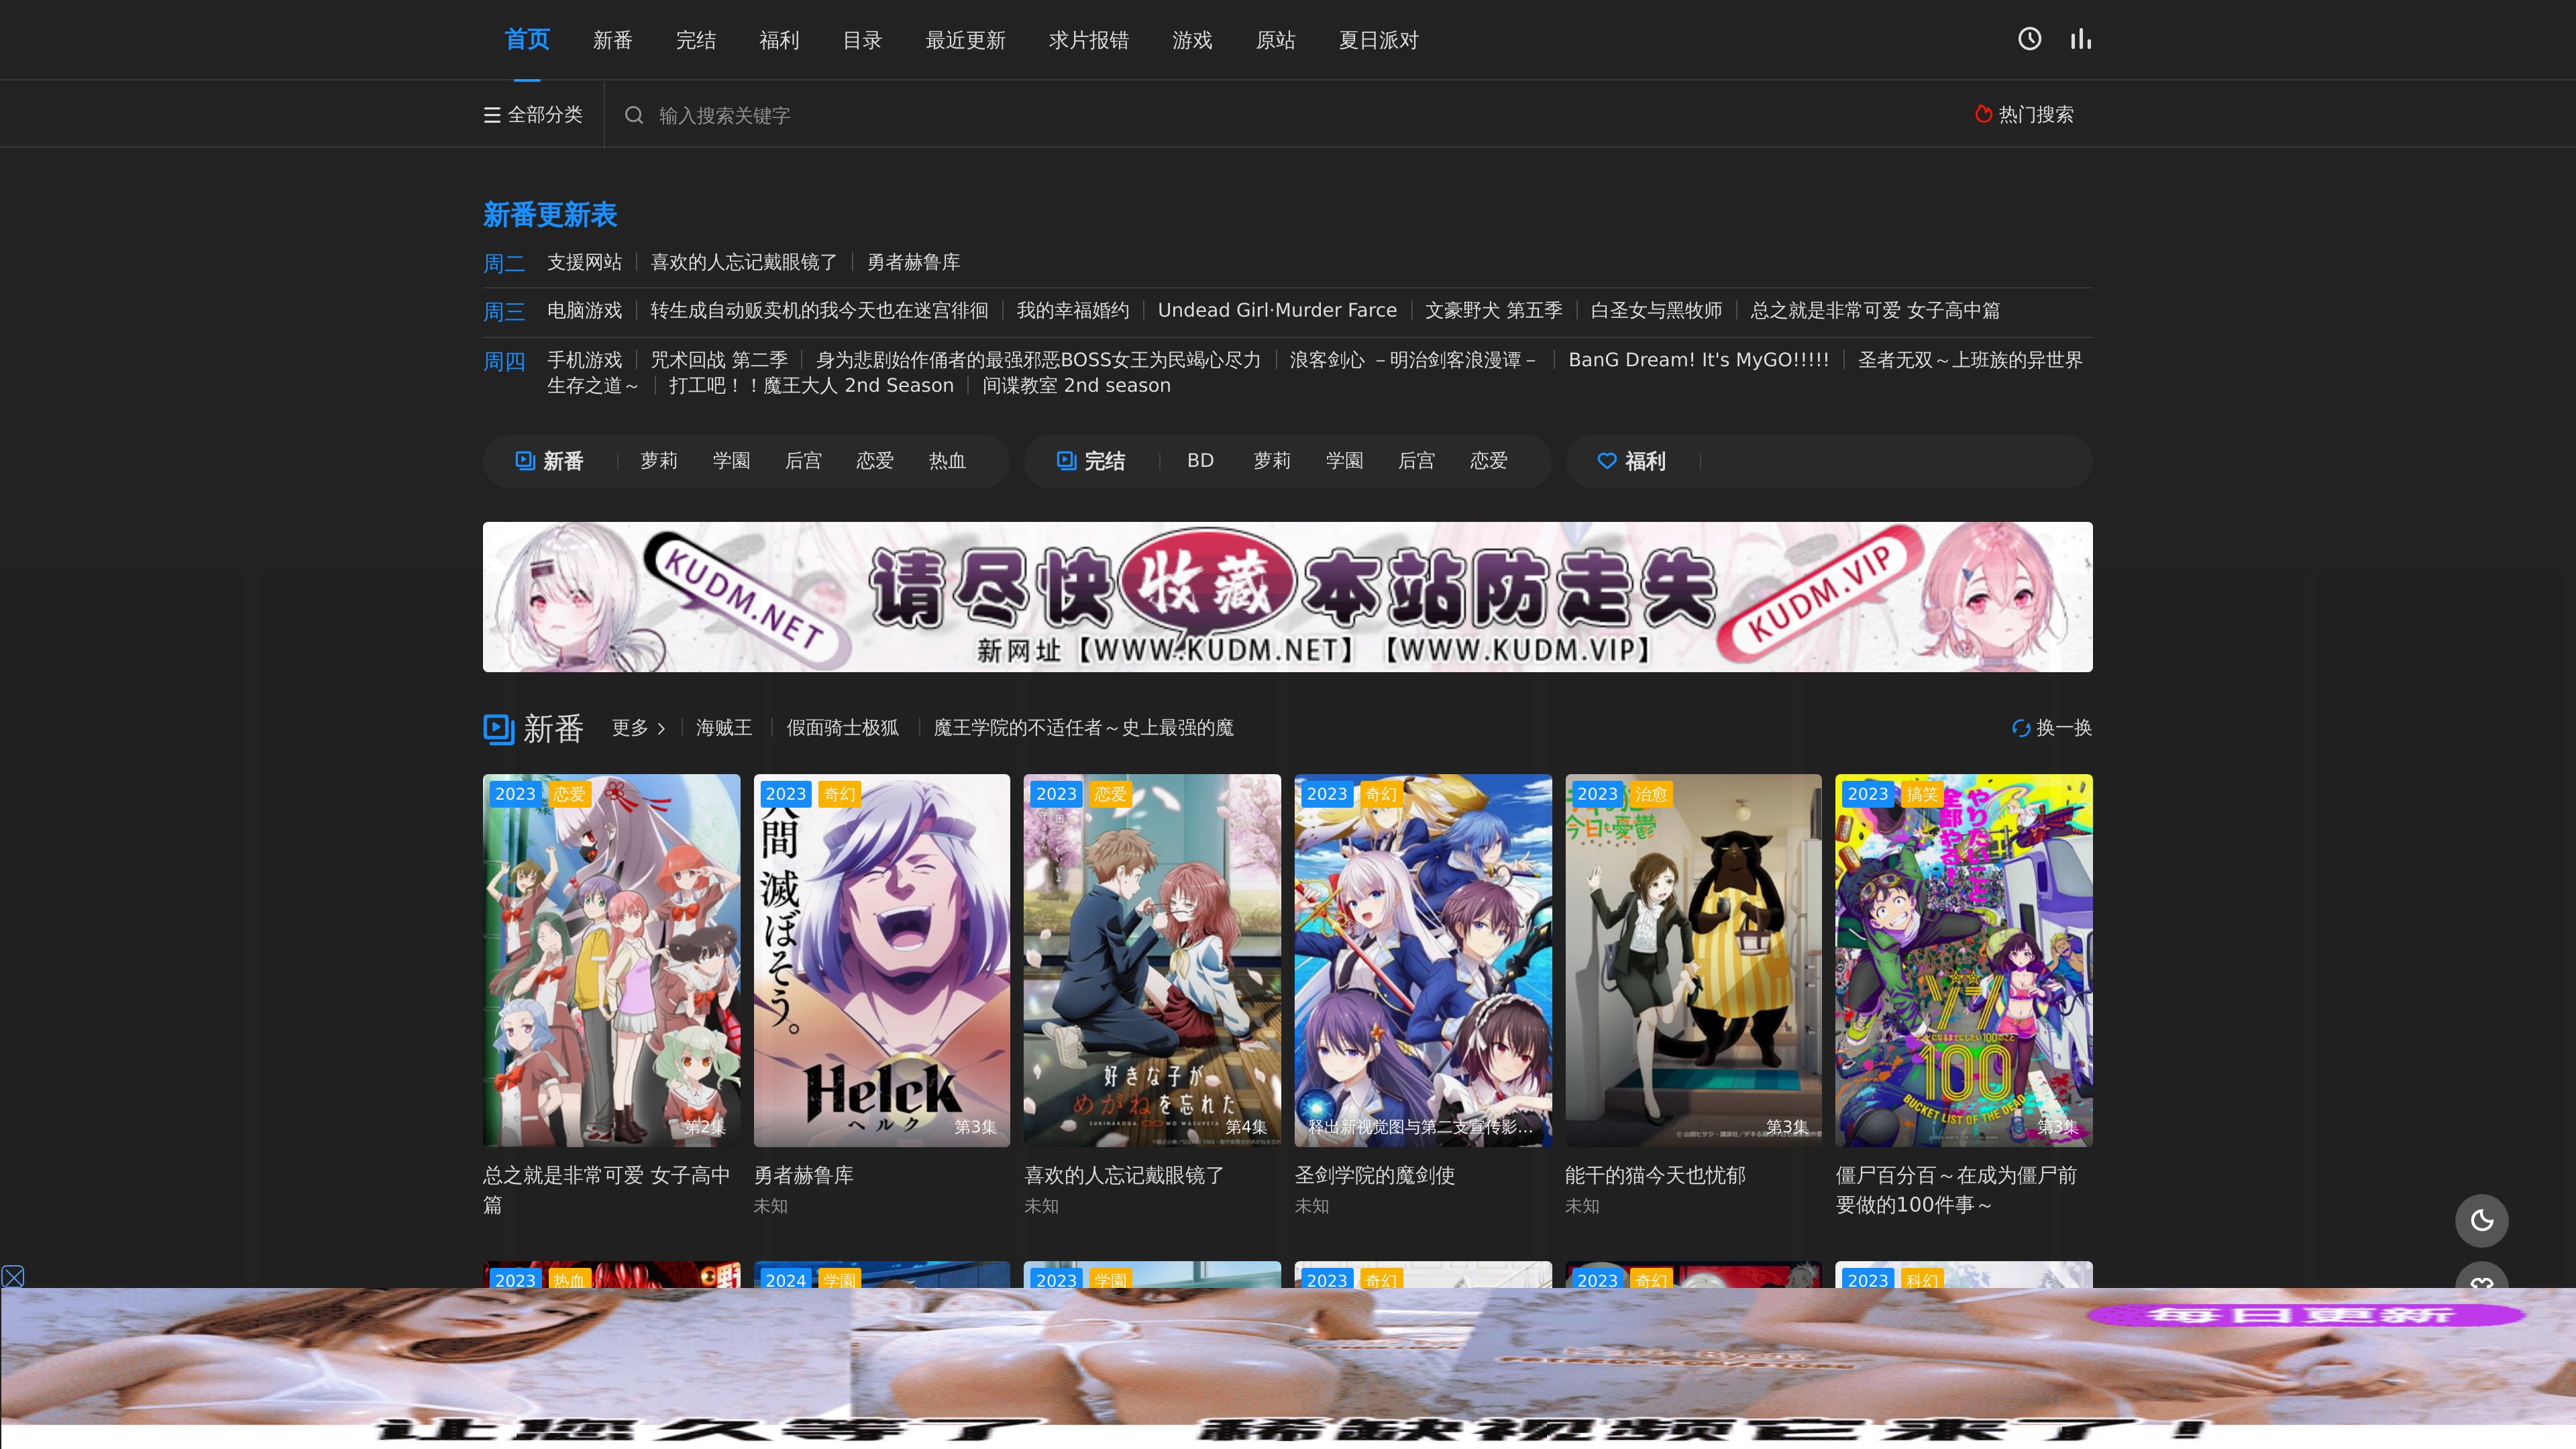 首页 新番 完结 福利 目录 最近更新 求片报错 游戏 原站 夏日派对
全部分类 输入搜索关键字 热门搜索
新番更新表
周二 支援网站 喜欢的人忘记戴眼镜了 勇者赫鲁库
周三 电脑游戏 转生成自动贩卖机的我今天也在迷宫徘徊 我的幸福婚约 Undead Girl·Murder Farce 文豪野犬 第五季 白圣女与黑牧师 总之就是非常可爱 女子高中篇
周四 手机游戏 咒术回战 第二季 身为悲剧始作俑者的最强邪恶BOSS女王为民竭心尽力 浪客剑心 －明治剑客浪漫谭－ BanG Dream! It's MyGO!!!!! 圣者无双～上班族的异世界
生存之道～ 打工吧！！魔王大人 2nd Season 间谍教室 2nd season
新番 萝莉 学園 后宫 恋爱 热血 完结 BD 萝莉 学園 后宫 恋爱 福利
KUDM.NET 请尽快收藏本站防走失 KUDM.VIP
新网址【WWW.KUDM.NET】【WWW.KUDM.VIP】
新番 更多 海贼王 假面骑士极狐 魔王学院的不适任者～史上最强的魔 换一换
2023 恋爱 2023 奇幻 2023 恋爱 2023 奇幻 2023 治愈 2023 搞笑
人間 滅ぼそう。
今日も憂鬱
やりたいこと
全部やる！
Helck
ヘルク
好きな子が
めがねを忘れた
SUKINAKOGA MEGANEWO WASURETA
100
BUCKET LIST OF THE DEAD
第2集 第3集 第4集 释出新视觉图与第二支宣传影... 第3集 第3集
总之就是非常可爱 女子高中 勇者赫鲁库 喜欢的人忘记戴眼镜了 圣剑学院的魔剑使 能干的猫今天也忧郁 僵尸百分百～在成为僵尸前
篇 未知 未知 未知 未知 要做的100件事～
2023 热血 2024 学園 2023 学園 2023 奇幻 2023 奇幻 2023 科幻
每日更新
让您久等了 稀缺视频它来了！